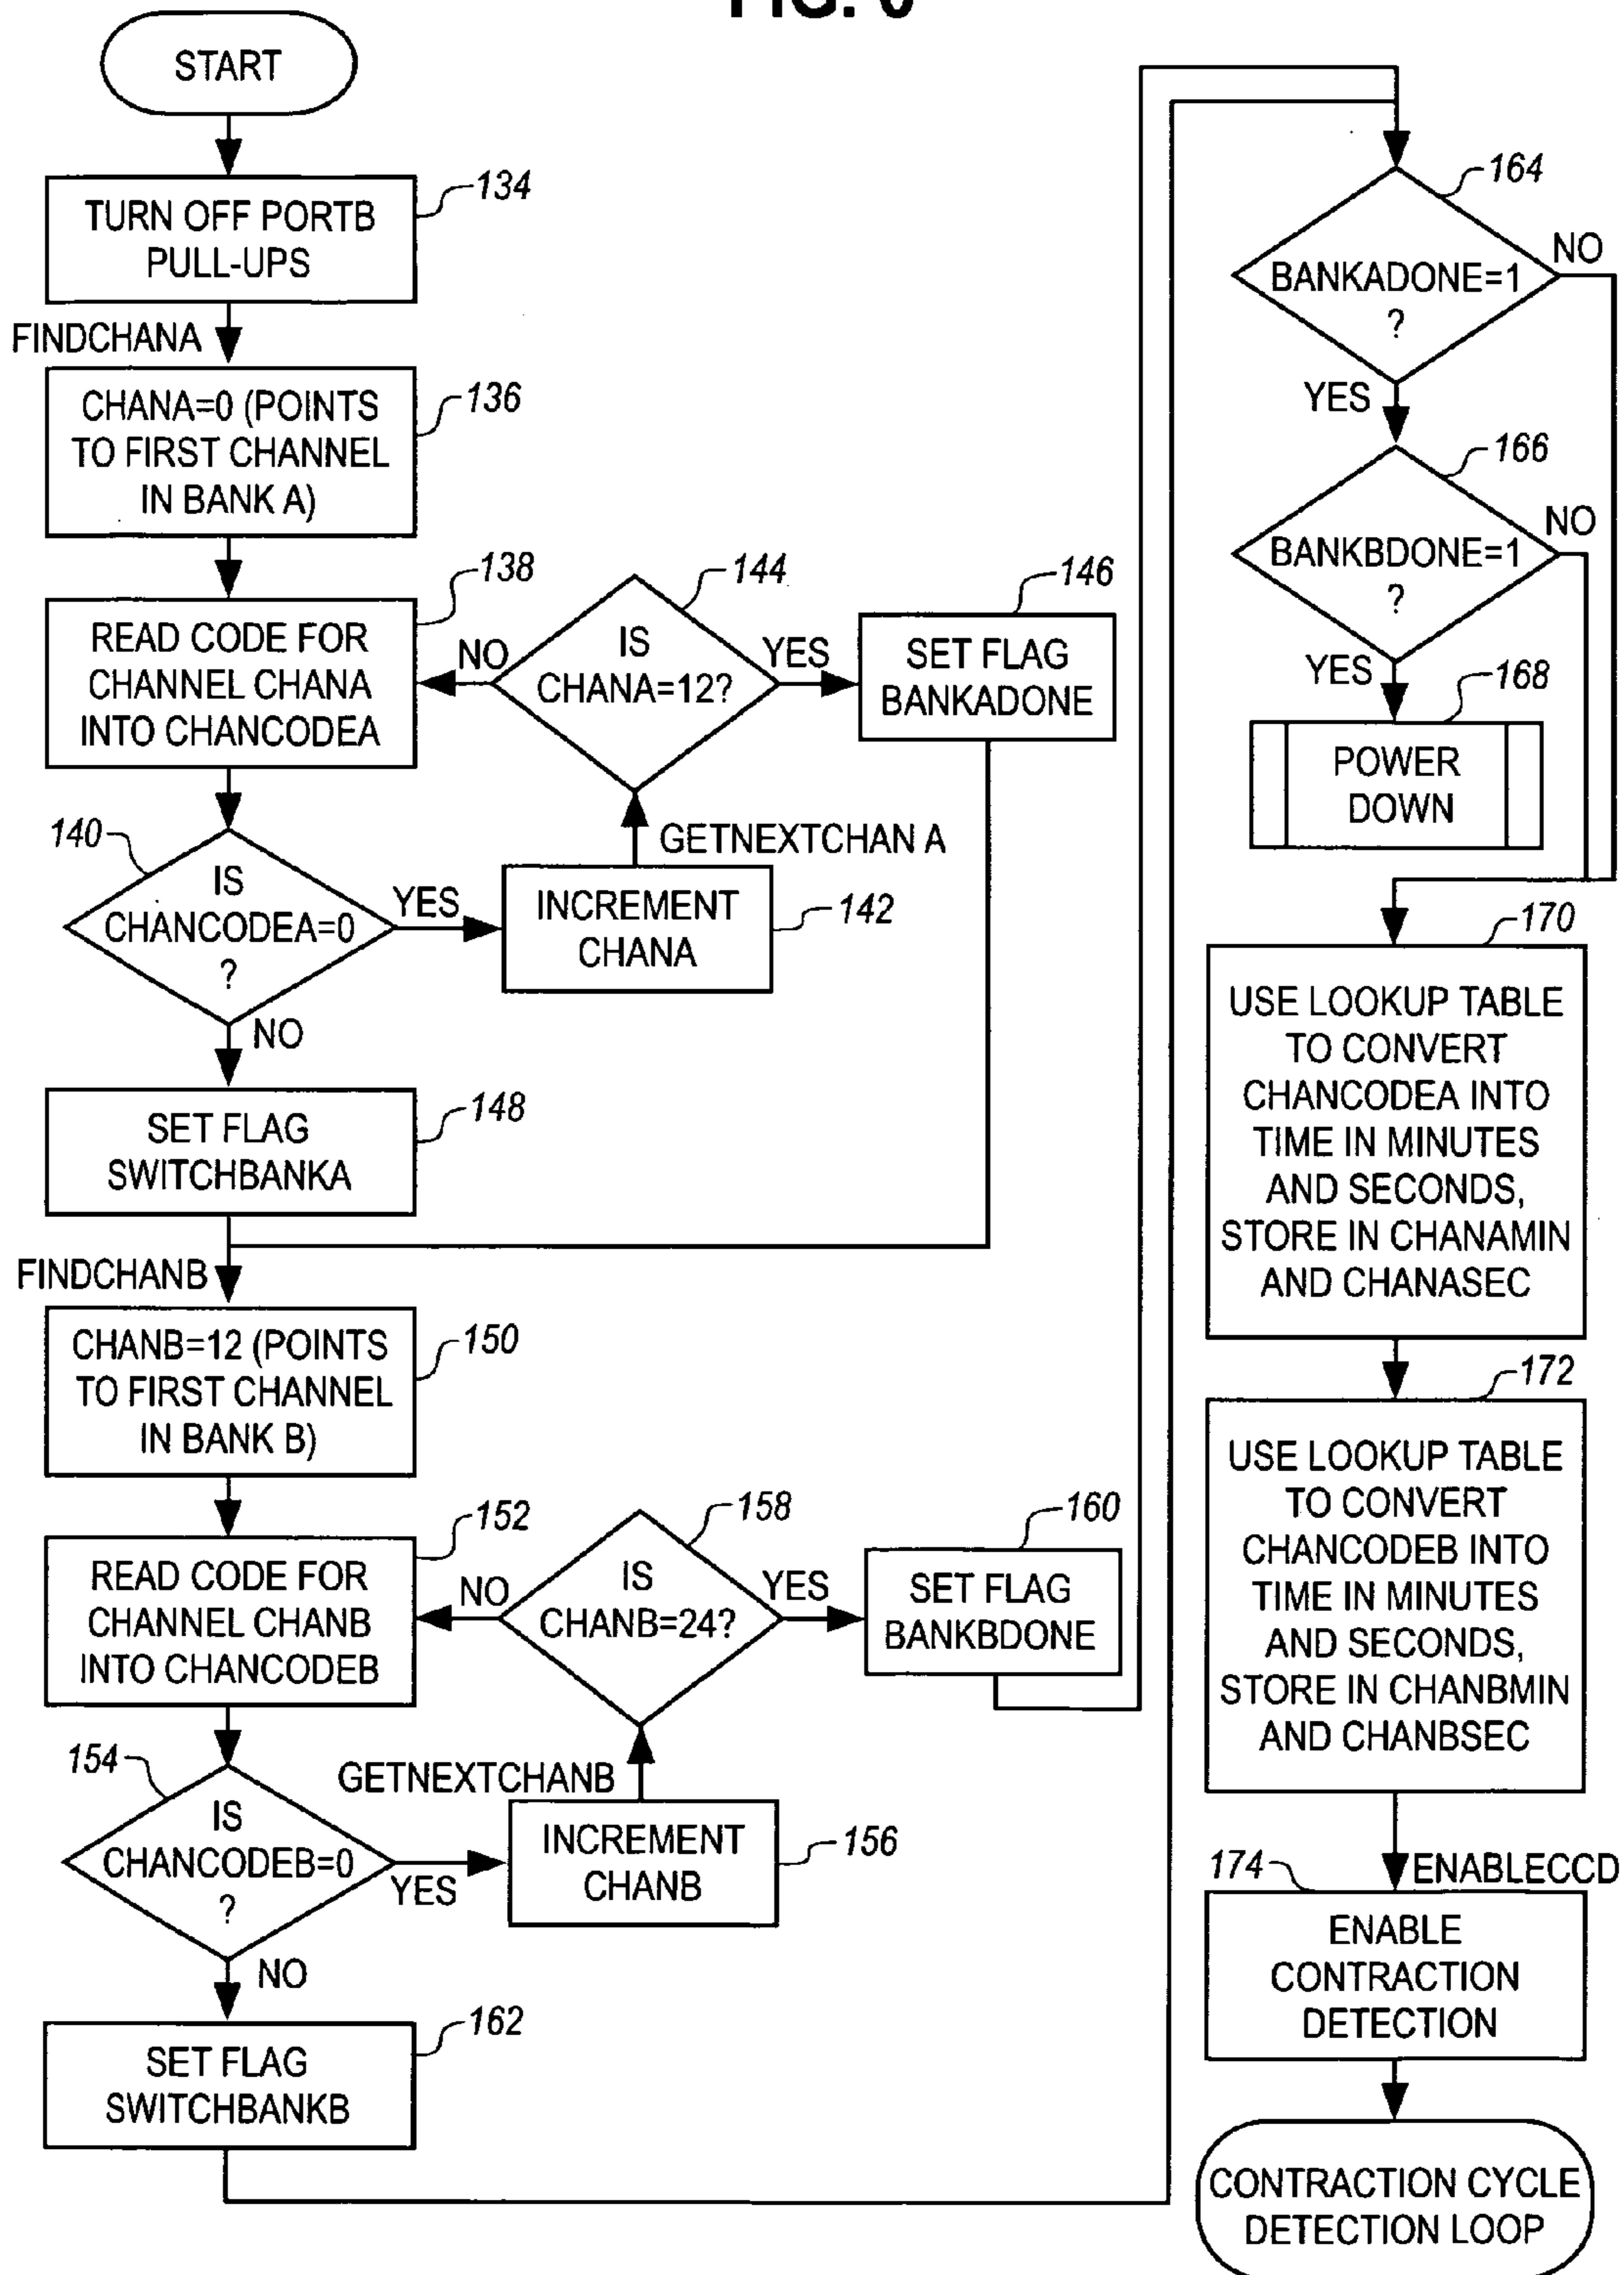 START
134
TURN OFF PORTB
PULL-UPS
FINDCHANA
136
CHANA=0 (POINTS
TO FIRST CHANNEL
IN BANK A)
138
READ CODE FOR
CHANNEL CHANA
INTO CHANCODEA
144
NO
IS
CHANA=12?
YES
146
SET FLAG
BANKADONE
GETNEXTCHAN A
140
IS
CHANCODEA=0
?
YES
INCREMENT
CHANA
142
NO
148
SET FLAG
SWITCHBANKA
FINDCHANB
150
CHANB=12 (POINTS
TO FIRST CHANNEL
IN BANK B)
152
READ CODE FOR
CHANNEL CHANB
INTO CHANCODEB
158
NO
IS
CHANB=24?
YES
160
SET FLAG
BANKBDONE
GETNEXTCHANB
154
IS
CHANCODEB=0
?
YES
INCREMENT
CHANB
156
NO
162
SET FLAG
SWITCHBANKB
164
BANKADONE=1
?
NO
YES
166
BANKBDONE=1
?
NO
YES
168
POWER
DOWN
170
USE LOOKUP TABLE
TO CONVERT
CHANCODEA INTO
TIME IN MINUTES
AND SECONDS,
STORE IN CHANAMIN
AND CHANASEC
172
USE LOOKUP TABLE
TO CONVERT
CHANCODEB INTO
TIME IN MINUTES
AND SECONDS,
STORE IN CHANBMIN
AND CHANBSEC
ENABLECCD
174
ENABLE
CONTRACTION
DETECTION
CONTRACTION CYCLE
DETECTION LOOP